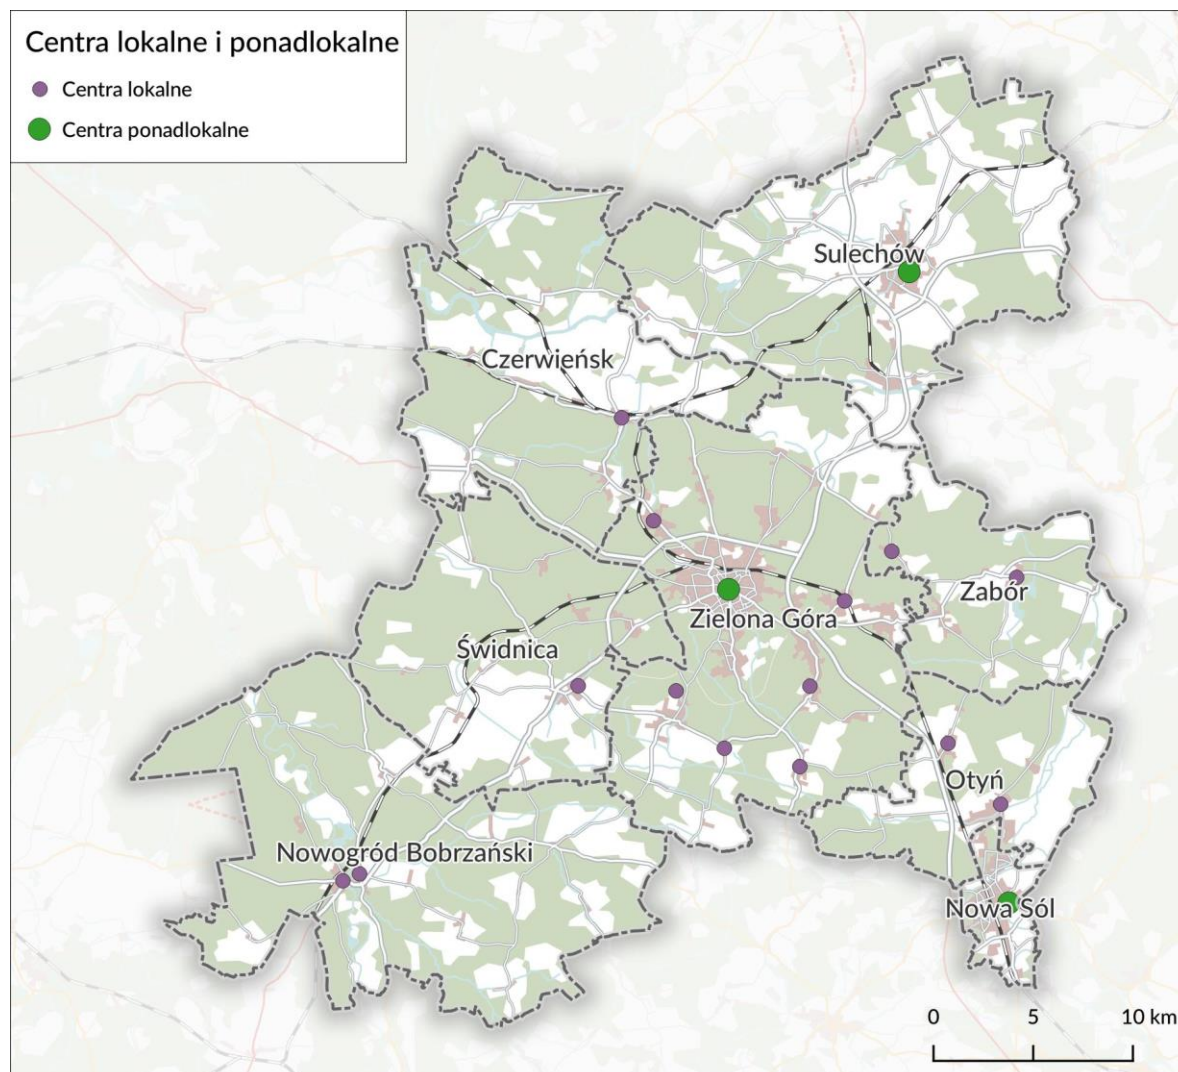 Centra lokalne i ponadlokalne
Centra lokalne
Centra ponadlokalne
Sulechów
Czerwieńsk
Zabór
Zielona Góra
Świdnica
Otyń
Nowogród Bobrzański
Nowa Sól
0 5 10 km